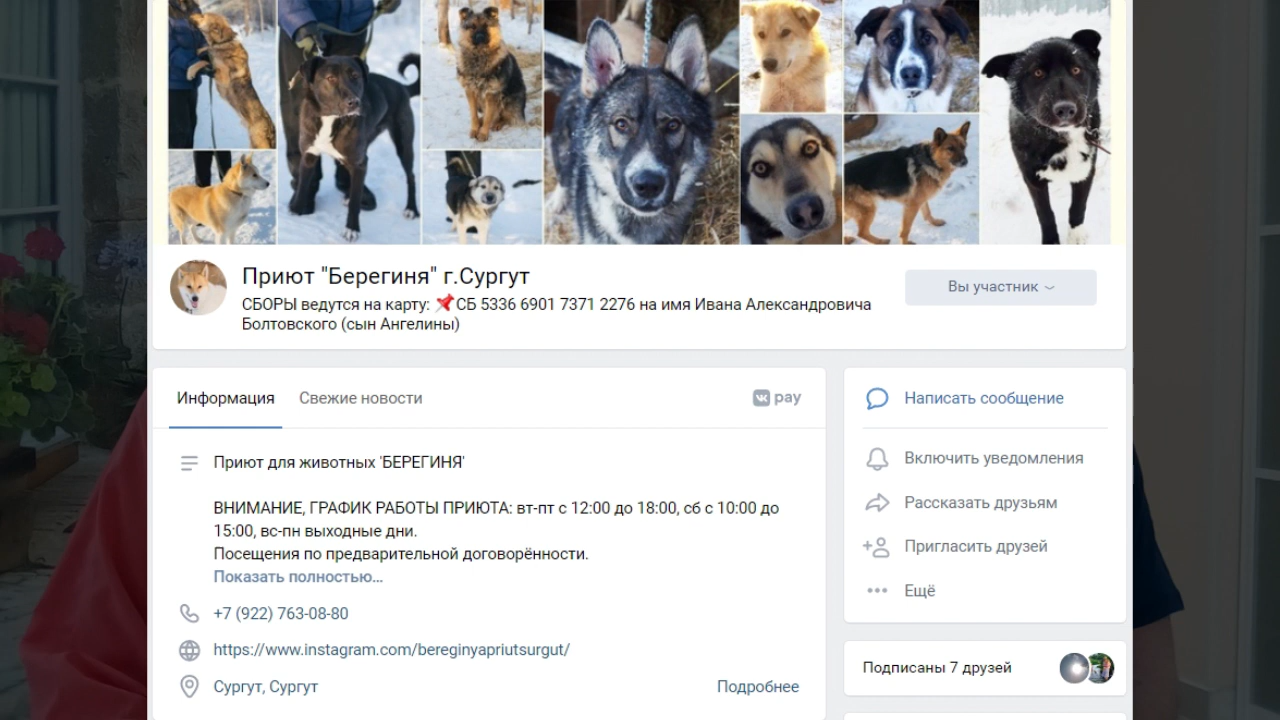 Приют "Берегиня" г.Сургут
СБОРЫ ведутся на карту: 📌СБ 5336 6901 7371 2276 на имя Ивана Александровича
Болтовского (сын Ангелины)
Вы участник
Информация
Свежие новости
VK pay
Приют для животных 'БЕРЕГИНЯ'
ВНИМАНИЕ, ГРАФИК РАБОТЫ ПРИЮТА: вт-пт с 12:00 до 18:00, сб с 10:00 до
15:00, вс-пн выходные дни.
Посещения по предварительной договорённости.
Показать полностью...
+7 (922) 763-08-80
https://www.instagram.com/bereginyapriutsurgut/
Сургут, Сургут
Подробнее
Написать сообщение
Включить уведомления
Рассказать друзьям
Пригласить друзей
Ещё
Подписаны 7 друзей